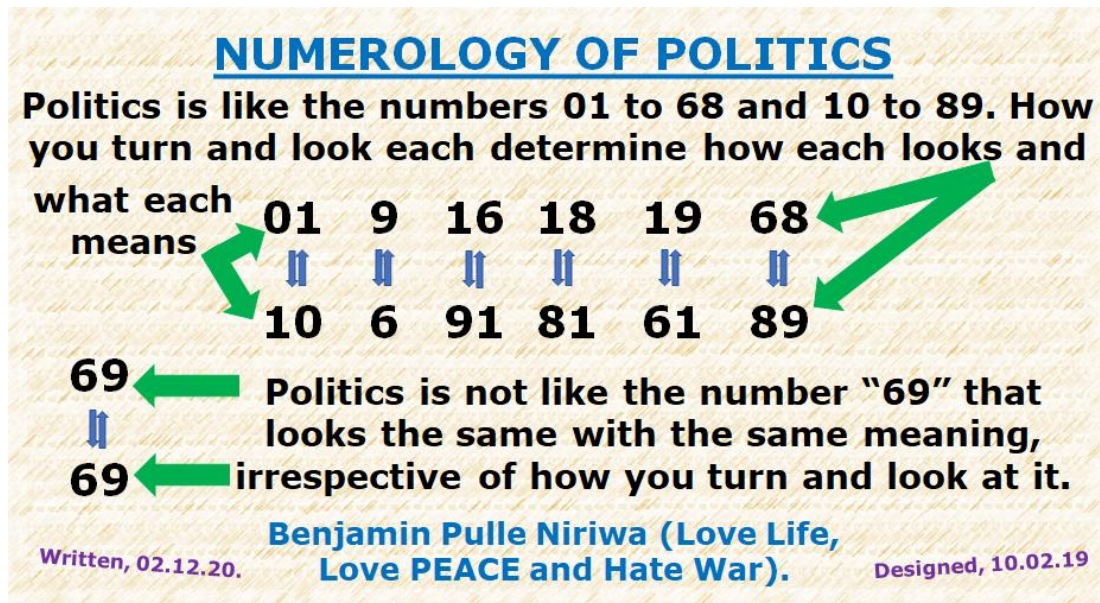 NUMEROLOGY OF POLITICS
Politics is like the numbers 01 to 68 and 10 to 89. How
you turn and look each determine how each looks and
what each
means
01 9 16 18 19 68
10 6 91 81 61 89
69
69
Politics is not like the number “69” that
looks the same with the same meaning,
irrespective of how you turn and look at it.
Benjamin Pulle Niriwa (Love Life,
Love PEACE and Hate War).
Written, 02.12.20.
Designed, 10.02.19